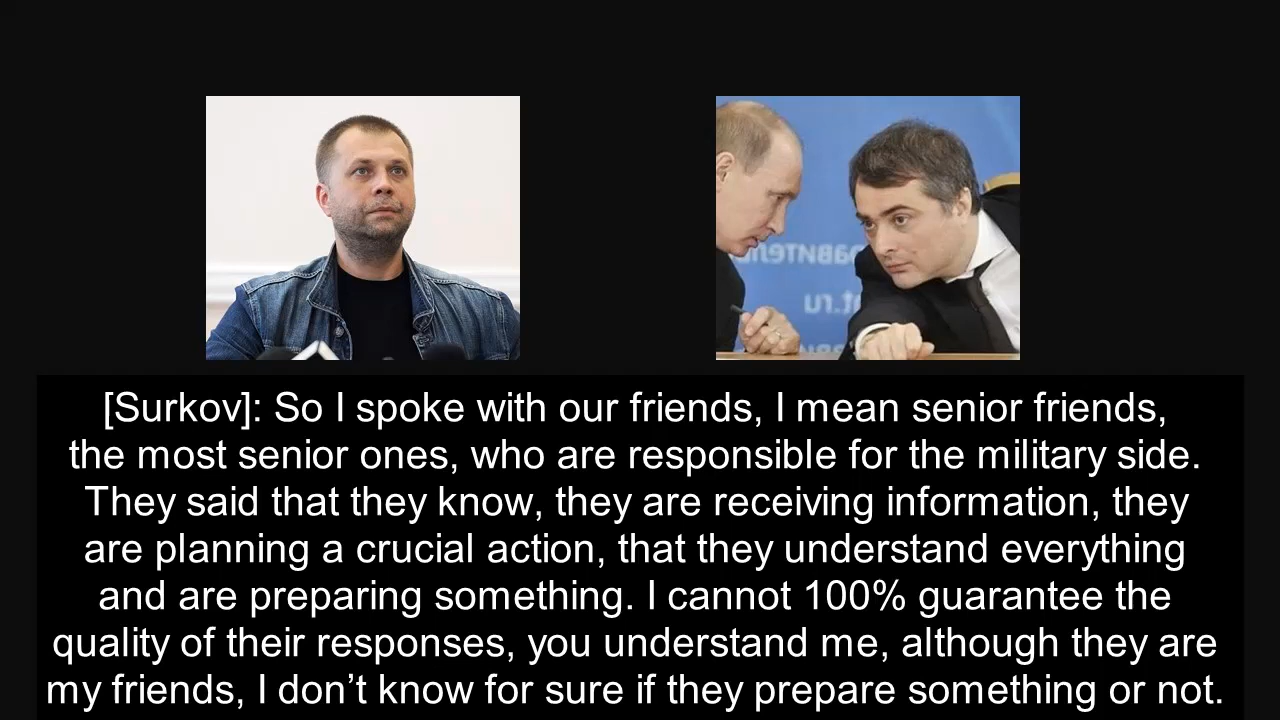 [Surkov]: So I spoke with our friends, I mean senior friends,
the most senior ones, who are responsible for the military side.
They said that they know, they are receiving information, they
are planning a crucial action, that they understand everything
and are preparing something. I cannot 100% guarantee the
quality of their responses, you understand me, although they are
my friends, I don’t know for sure if they prepare something or not.